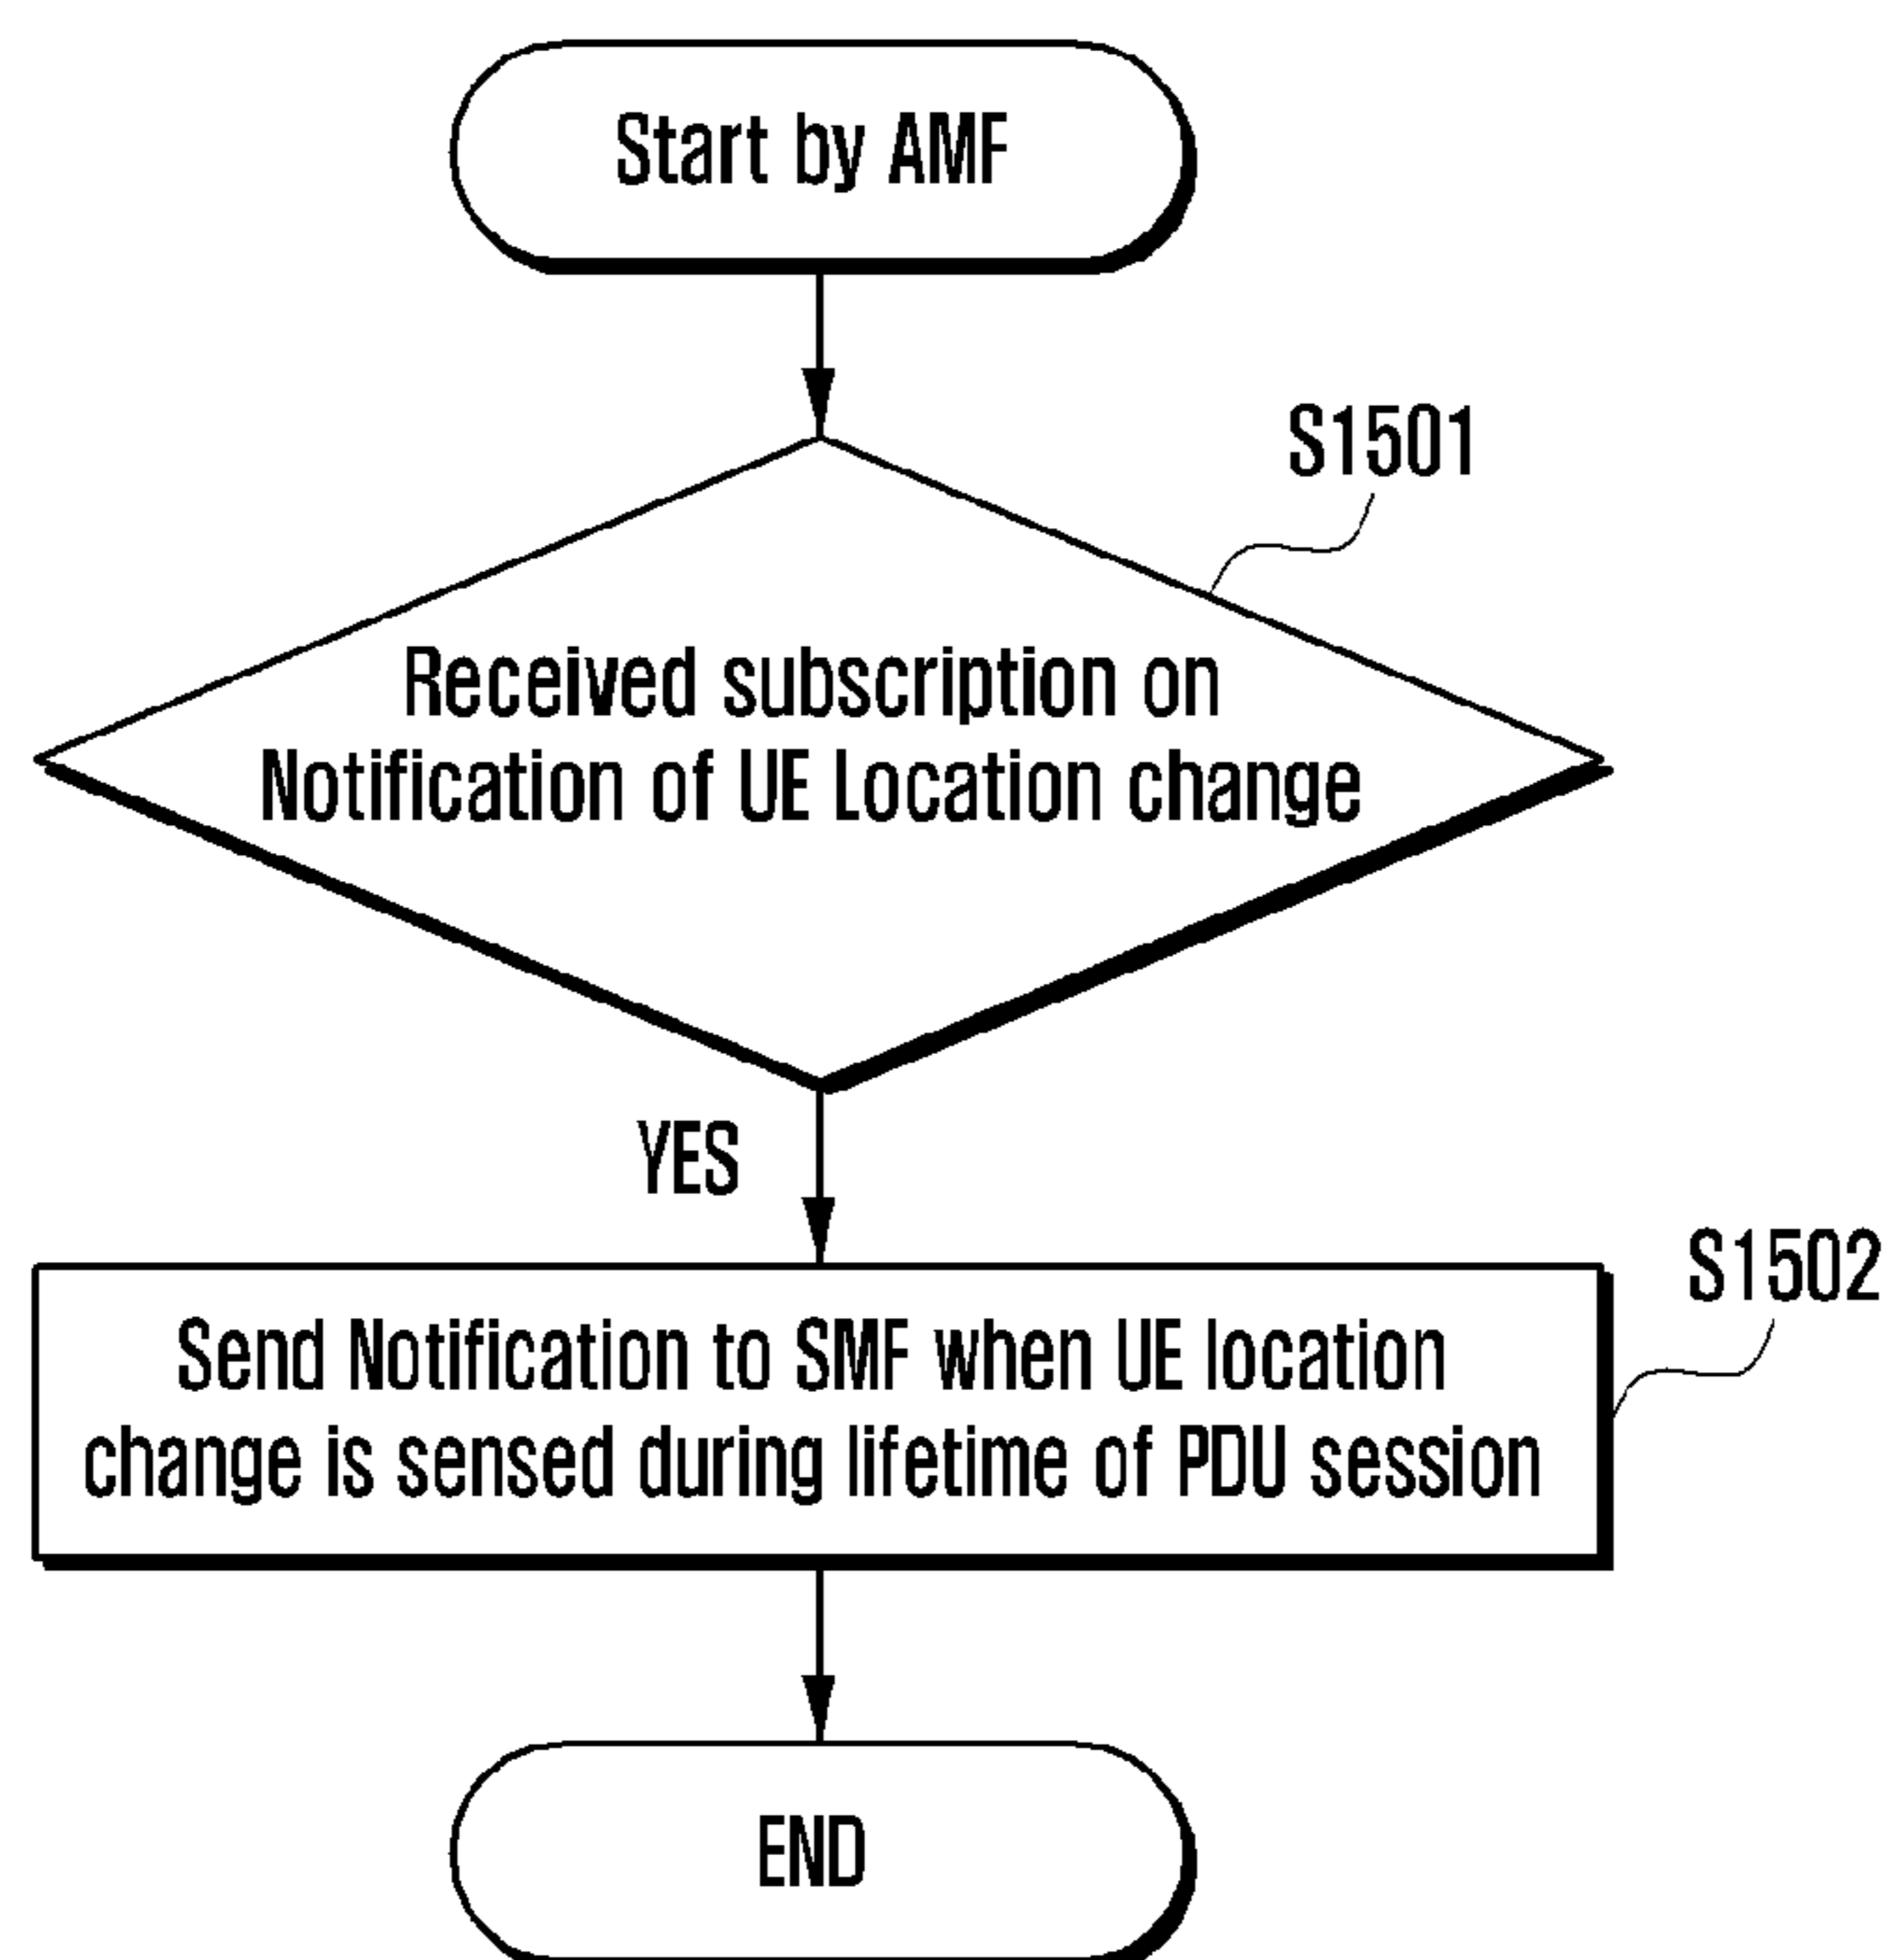 Start by AMF
S1501
Received subscription on
Notification of UE Location change
YES
S1502
Send Notification to SMF when UE location
change is sensed during lifetime of PDU session
END